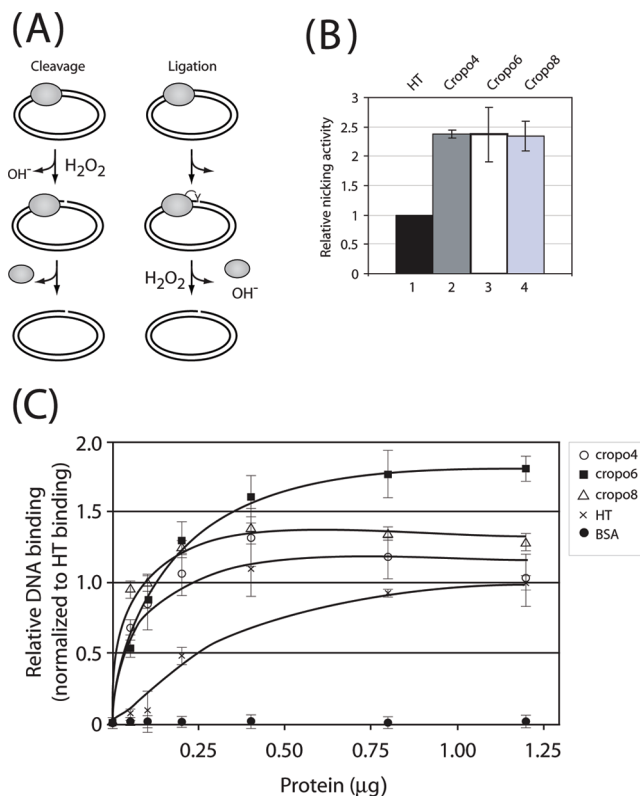 (A)
Cleavage
Ligation
OH⁻
H₂O₂
Cy
H₂O₂
OH⁻
(B)
HT
Cropo4
Cropo6
Cropo8
Relative nicking activity
3
2.5
2
1.5
1
0.5
0
1 2 3 4
(C)
Relative DNA binding
(normalized to HT binding)
2.0
1.5
1.0
0.5
0
0.25 0.50 0.75 1.00 1.25
Protein (µg)
cropo4
cropo6
cropo8
HT
BSA